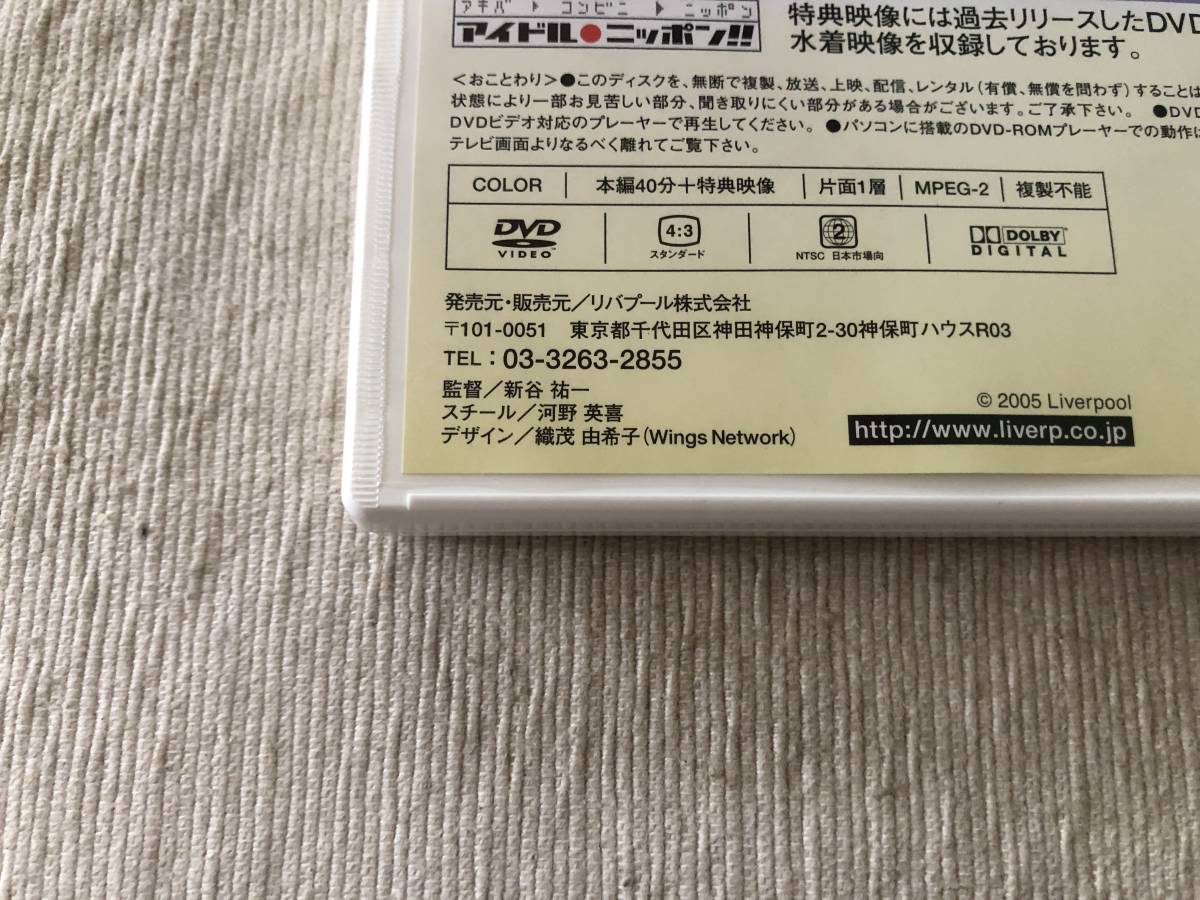 アキバ ▶ コンビニ ▶ ニッポン
アイドル●ニッポン!!
特典映像には過去リリースしたDVD
水着映像を収録しております。
＜おことわり＞●このディスクを、無断で複製、放送、上映、配信、レンタル(有償、無償を問わず)することは
状態により一部お見苦しい部分、聞き取りにくい部分がある場合がございます。ご了承下さい。 ●DVD
DVDビデオ対応のプレーヤーで再生してください。 ●パソコンに搭載のDVD-ROMプレーヤーでの動作は
テレビ画面よりなるべく離れてご覧下さい。
COLOR 本編40分＋特典映像 片面1層 MPEG-2 複製不能
DVD VIDEO 4:3 スタンダード 2 NTSC 日本市場向 DOLBY DIGITAL
発売元・販売元／リバプール株式会社
〒101-0051 東京都千代田区神田神保町2-30神保町ハウスR03
TEL：03-3263-2855
監督／新谷 祐一
スチール／河野 英喜
デザイン／織茂 由希子(Wings Network)
© 2005 Liverpool
http://www.liverp.co.jp